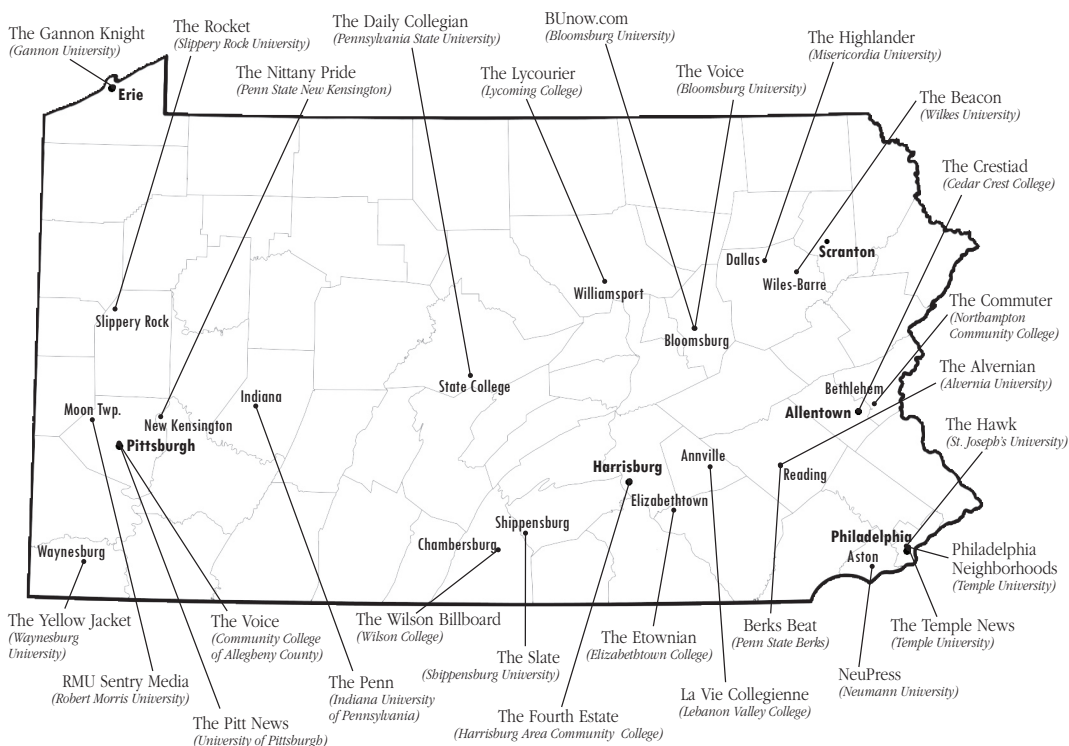 The Gannon Knight
(Gannon University)
The Rocket
(Slippery Rock University)
The Daily Collegian
(Pennsylvania State University)
BUnow.com
(Bloomsburg University)
The Highlander
(Misericordia University)
The Nittany Pride
(Penn State New Kensington)
The Lycourier
(Lycoming College)
The Voice
(Bloomsburg University)
The Beacon
(Wilkes University)
The Crestiad
(Cedar Crest College)
The Commuter
(Northampton
Community College)
The Alvernian
(Alvernia University)
The Hawk
(St. Joseph's University)
Erie
Scranton
Dallas
Wiles-Barre
Williamsport
Slippery Rock
Bloomsburg
State College
Bethlehem
Allentown
Indiana
Moon Twp.
New Kensington
Pittsburgh
Annville
Harrisburg
Reading
Elizabethtown
Shippensburg
Chambersburg
Waynesburg
Philadelphia
Aston
Philadelphia
Neighborhoods
(Temple University)
The Yellow Jacket
(Waynesburg
University)
The Voice
(Community College
of Allegheny County)
The Wilson Billboard
(Wilson College)
The Etownian
(Elizabethtown College)
Berks Beat
(Penn State Berks)
The Temple News
(Temple University)
The Slate
(Shippensburg University)
RMU Sentry Media
(Robert Morris University)
The Penn
(Indiana University
of Pennsylvania)
NeuPress
(Neumann University)
La Vie Collegienne
(Lebanon Valley College)
The Pitt News
(University of Pittsburgh)
The Fourth Estate
(Harrisburg Area Community College)